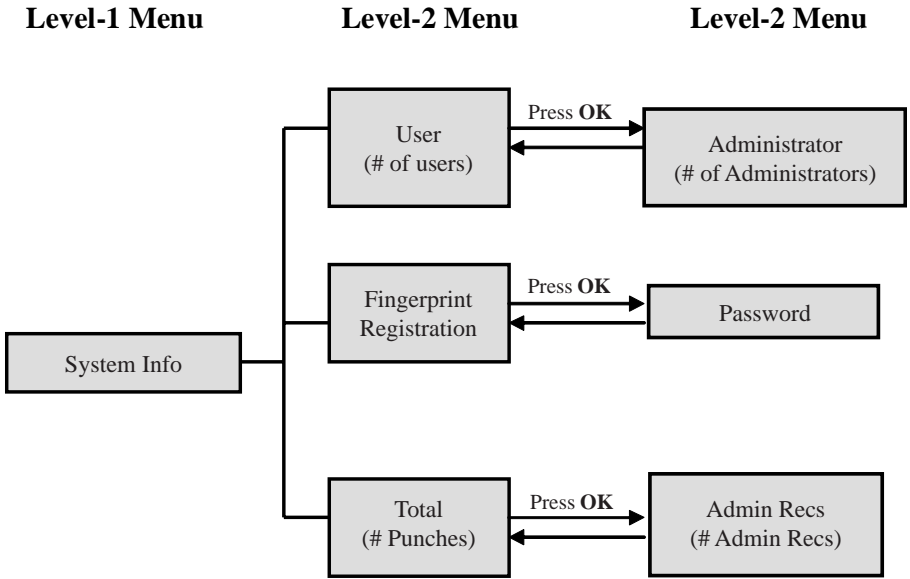 Level-1 Menu
Level-2 Menu
Level-2 Menu
User
(# of users)
Press OK
Administrator
(# of Administrators)
Fingerprint
Registration
Press OK
Password
System Info
Total
(# Punches)
Press OK
Admin Recs
(# Admin Recs)